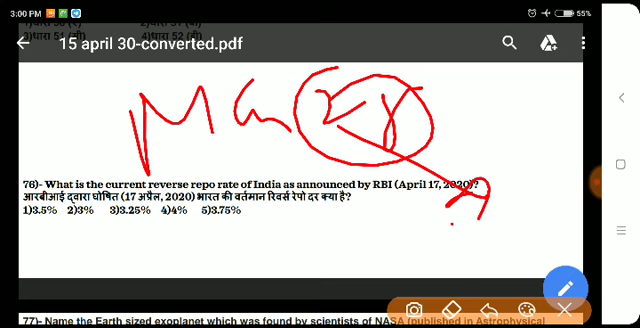 3:00 PM 55%
3)धारा 51 (सी) 4)धारा 52 (बी)
15 april 30-converted.pdf
76)- What is the current reverse repo rate of India as announced by RBI (April 17, 2020)?
आरबीआई द्वारा घोषित (17 अप्रैल, 2020) भारत की वर्तमान रिवर्स रेपो दर क्या है?
1)3.5% 2)3% 3)3.25% 4)4% 5)3.75%
77)- Name the Earth sized exoplanet which was found by scientists of NASA (published in Astrophysical